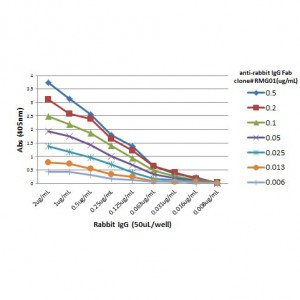 anti-rabbit IgG Fab
clone#RMG01(ug/mL)
0.5
0.2
0.1
0.05
0.025
0.013
0.006
Abs (405nm)
4
3.5
3
2.5
2
1.5
1
0.5
0
2ug/mL
1ug/mL
0.5ug/mL
0.25ug/mL
0.125ug/mL
0.063ug/mL
0.031ug/mL
0.016ug/mL
0.008ug/mL
Rabbit IgG (50uL/well)